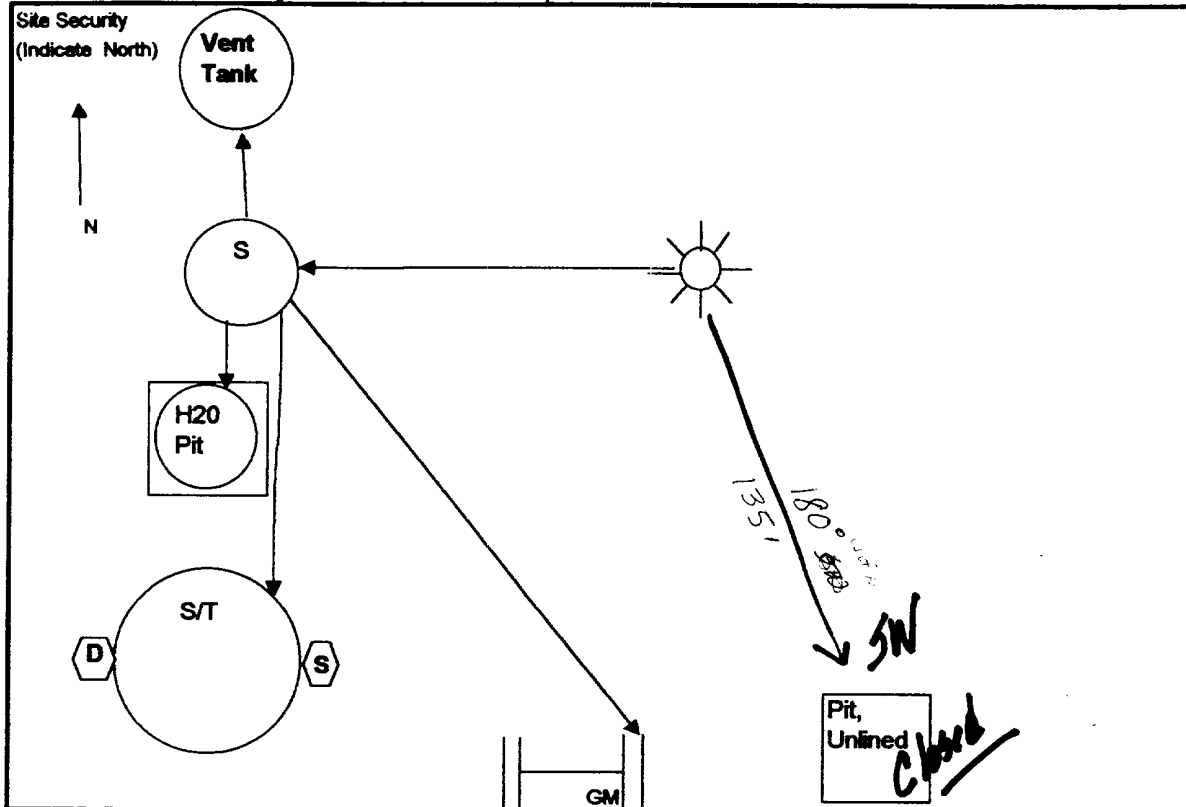 Site Security
(Indicate North)
Vent
Tank
N
S
H20
Pit
S/T
D
S
135'
180°
JW
Pit,
Unlined
Closed
GM